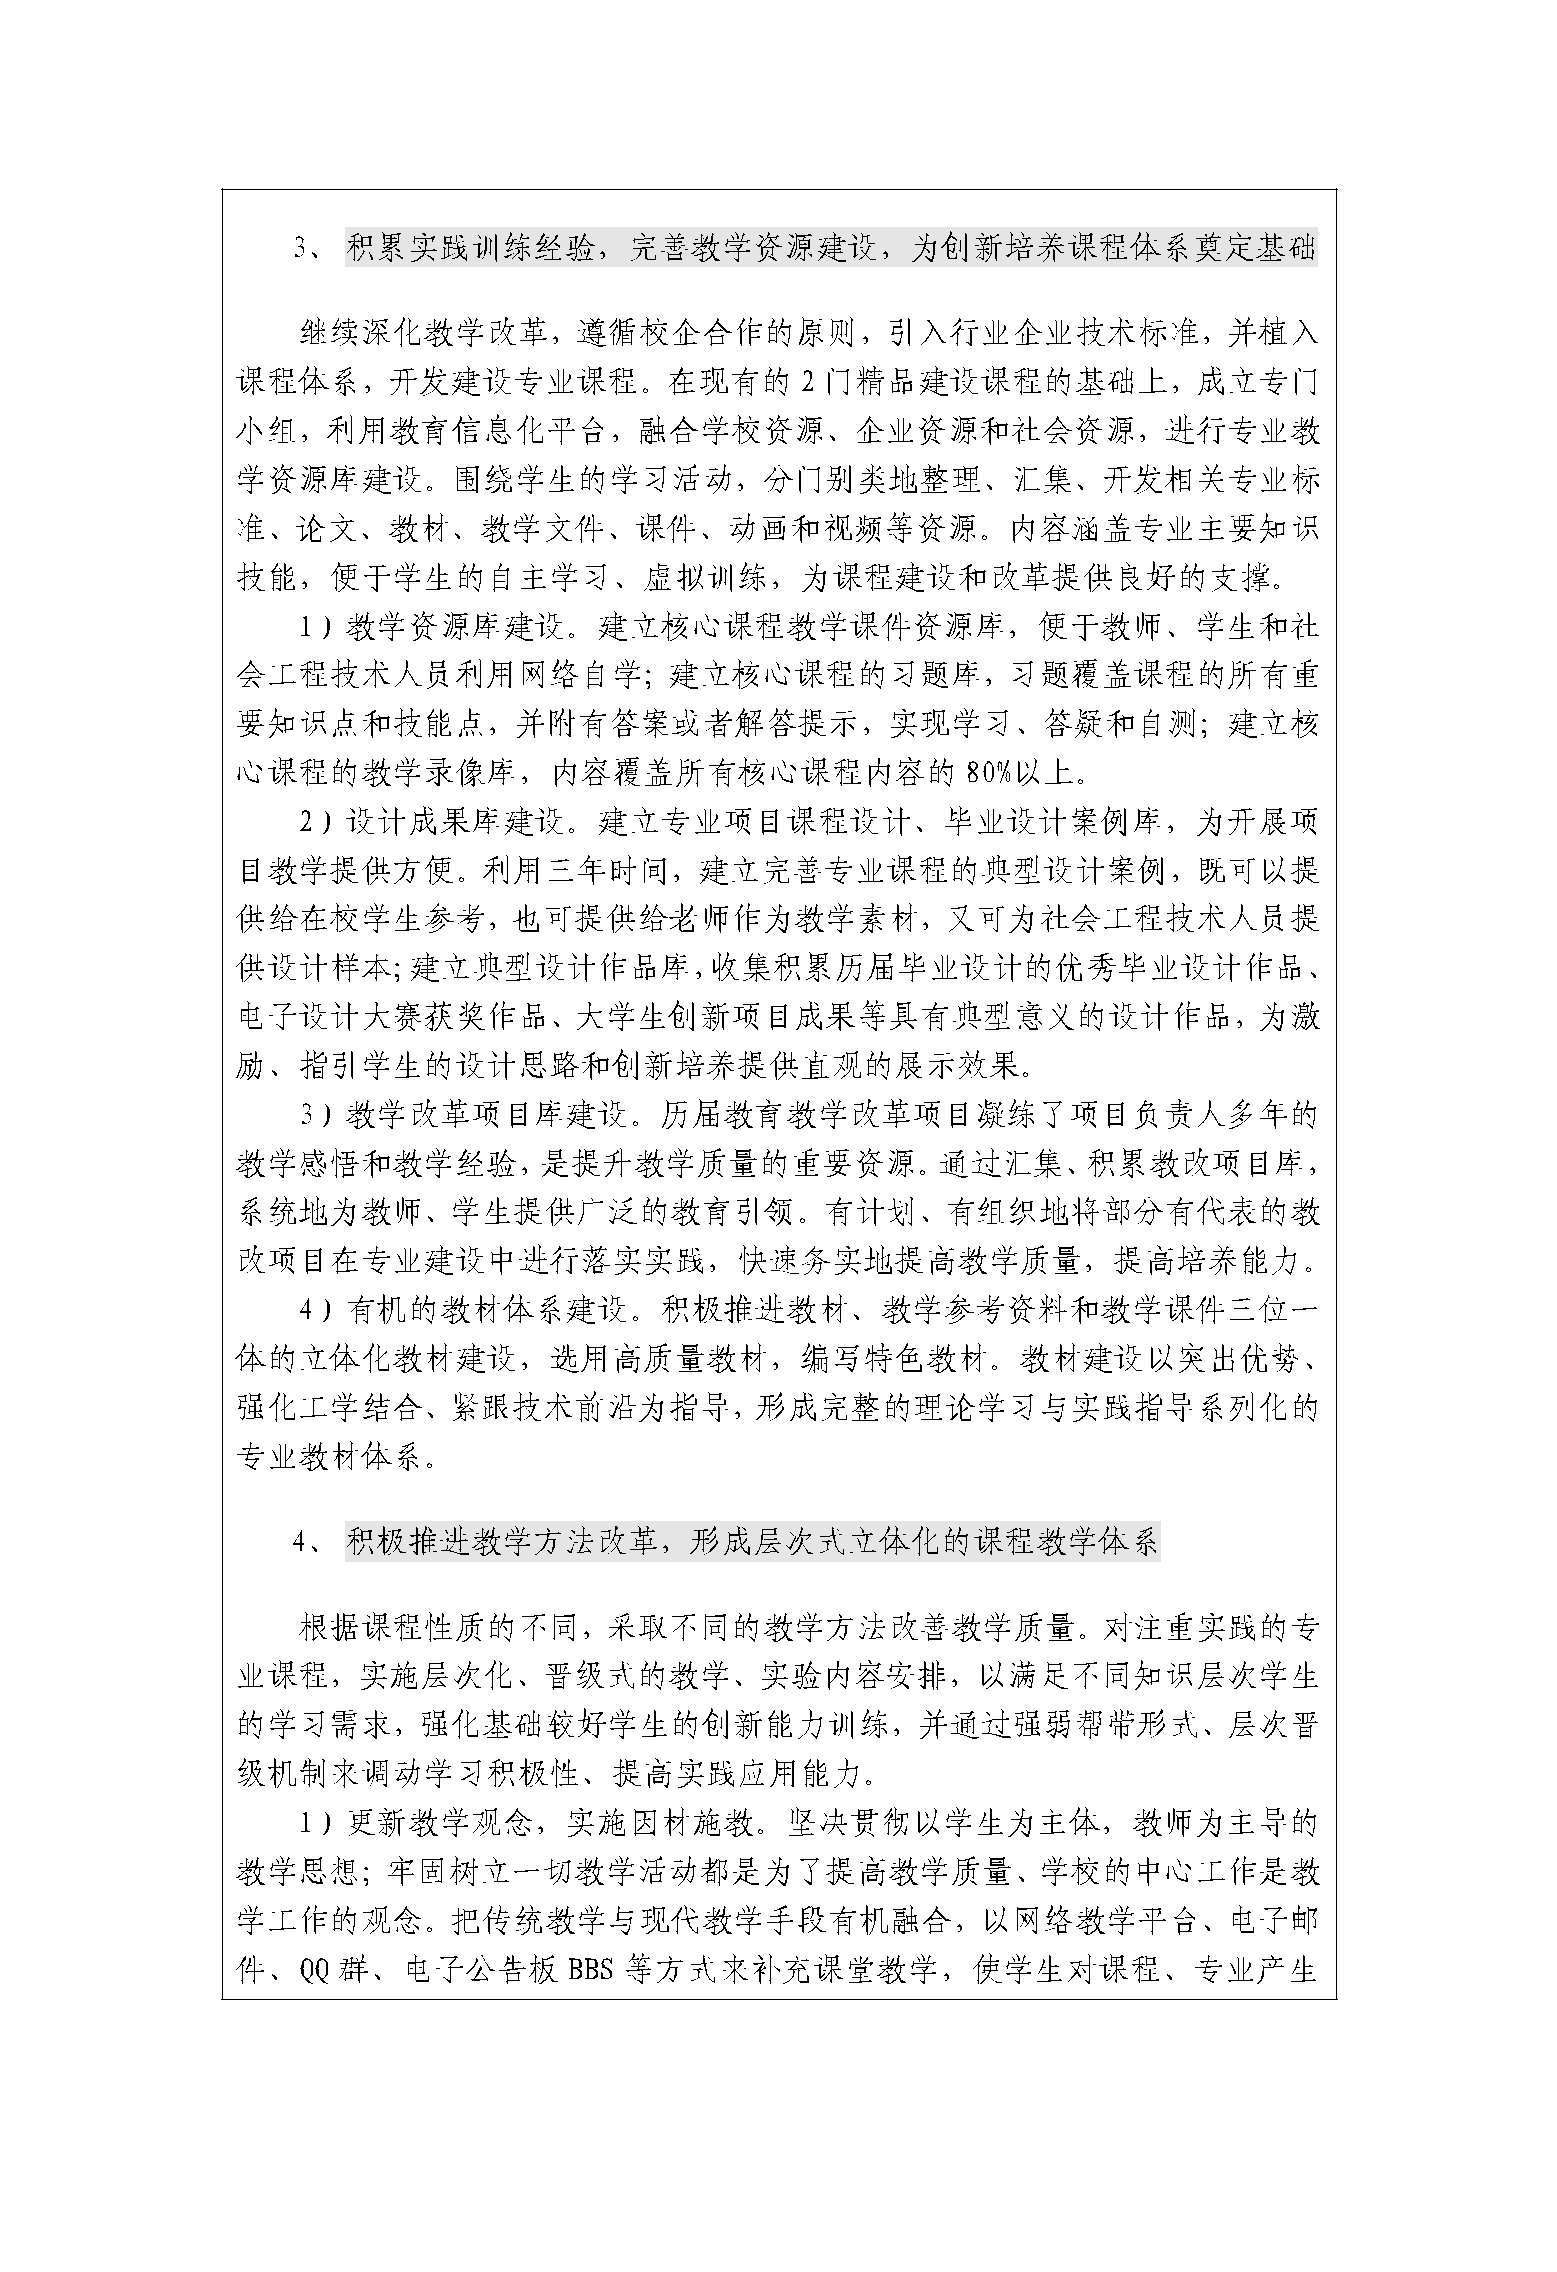 3、 积累实践训练经验，完善教学资源建设，为创新培养课程体系奠定基础
继续深化教学改革，遵循校企合作的原则，引入行业企业技术标准，并植入
课程体系，开发建设专业课程。在现有的 2 门精品建设课程的基础上，成立专门
小组，利用教育信息化平台，融合学校资源、企业资源和社会资源，进行专业教
学资源库建设。围绕学生的学习活动，分门别类地整理、汇集、开发相关专业标
准、论文、教材、教学文件、课件、动画和视频等资源。内容涵盖专业主要知识
技能，便于学生的自主学习、虚拟训练，为课程建设和改革提供良好的支撑。
1）教学资源库建设。建立核心课程教学课件资源库，便于教师、学生和社
会工程技术人员利用网络自学；建立核心课程的习题库，习题覆盖课程的所有重
要知识点和技能点，并附有答案或者解答提示，实现学习、答疑和自测；建立核
心课程的教学录像库，内容覆盖所有核心课程内容的 80%以上。
2）设计成果库建设。建立专业项目课程设计、毕业设计案例库，为开展项
目教学提供方便。利用三年时间，建立完善专业课程的典型设计案例，既可以提
供给在校学生参考，也可提供给老师作为教学素材，又可为社会工程技术人员提
供设计样本；建立典型设计作品库，收集积累历届毕业设计的优秀毕业设计作品、
电子设计大赛获奖作品、大学生创新项目成果等具有典型意义的设计作品，为激
励、指引学生的设计思路和创新培养提供直观的展示效果。
3）教学改革项目库建设。历届教育教学改革项目凝练了项目负责人多年的
教学感悟和教学经验，是提升教学质量的重要资源。通过汇集、积累教改项目库，
系统地为教师、学生提供广泛的教育引领。有计划、有组织地将部分有代表的教
改项目在专业建设中进行落实实践，快速务实地提高教学质量，提高培养能力。
4）有机的教材体系建设。积极推进教材、教学参考资料和教学课件三位一
体的立体化教材建设，选用高质量教材，编写特色教材。教材建设以突出优势、
强化工学结合、紧跟技术前沿为指导，形成完整的理论学习与实践指导系列化的
专业教材体系。
4、 积极推进教学方法改革，形成层次式立体化的课程教学体系
根据课程性质的不同，采取不同的教学方法改善教学质量。对注重实践的专
业课程，实施层次化、晋级式的教学、实验内容安排，以满足不同知识层次学生
的学习需求，强化基础较好学生的创新能力训练，并通过强弱帮带形式、层次晋
级机制来调动学习积极性、提高实践应用能力。
1）更新教学观念，实施因材施教。坚决贯彻以学生为主体，教师为主导的
教学思想；牢固树立一切教学活动都是为了提高教学质量、学校的中心工作是教
学工作的观念。把传统教学与现代教学手段有机融合，以网络教学平台、电子邮
件、QQ 群、电子公告板 BBS 等方式来补充课堂教学，使学生对课程、专业产生